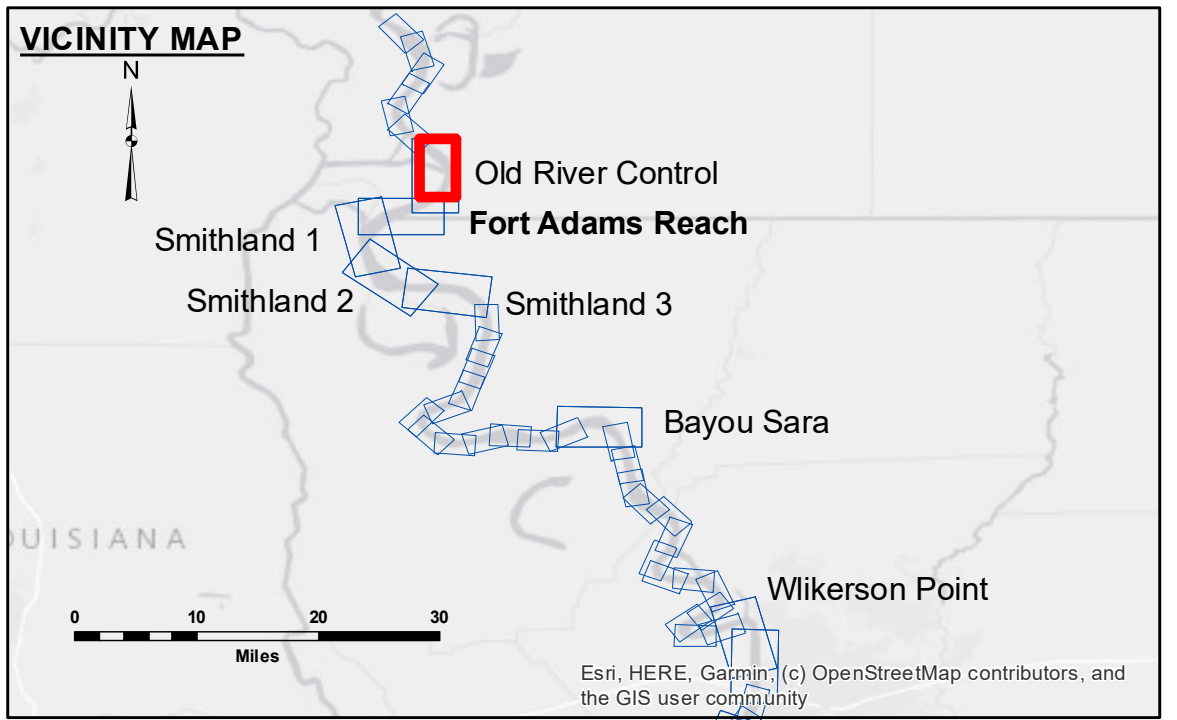 VICINITY MAP
N
Old River Control
Fort Adams Reach
Smithland 1
Smithland 2
Smithland 3
Bayou Sara
OUISIANA
Wlikerson Point
0 10 20 30
Miles
Esri, HERE, Garmin, (c) OpenStreetMap contributors, and
the GIS user community